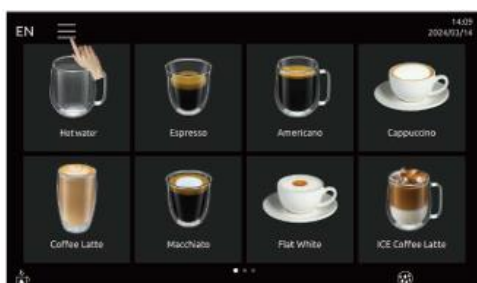 EN
14:09
2024/03/14
Hot water
Espresso
Americano
Cappuccino
Coffee Latte
Macchiato
Flat White
ICE Coffee Latte